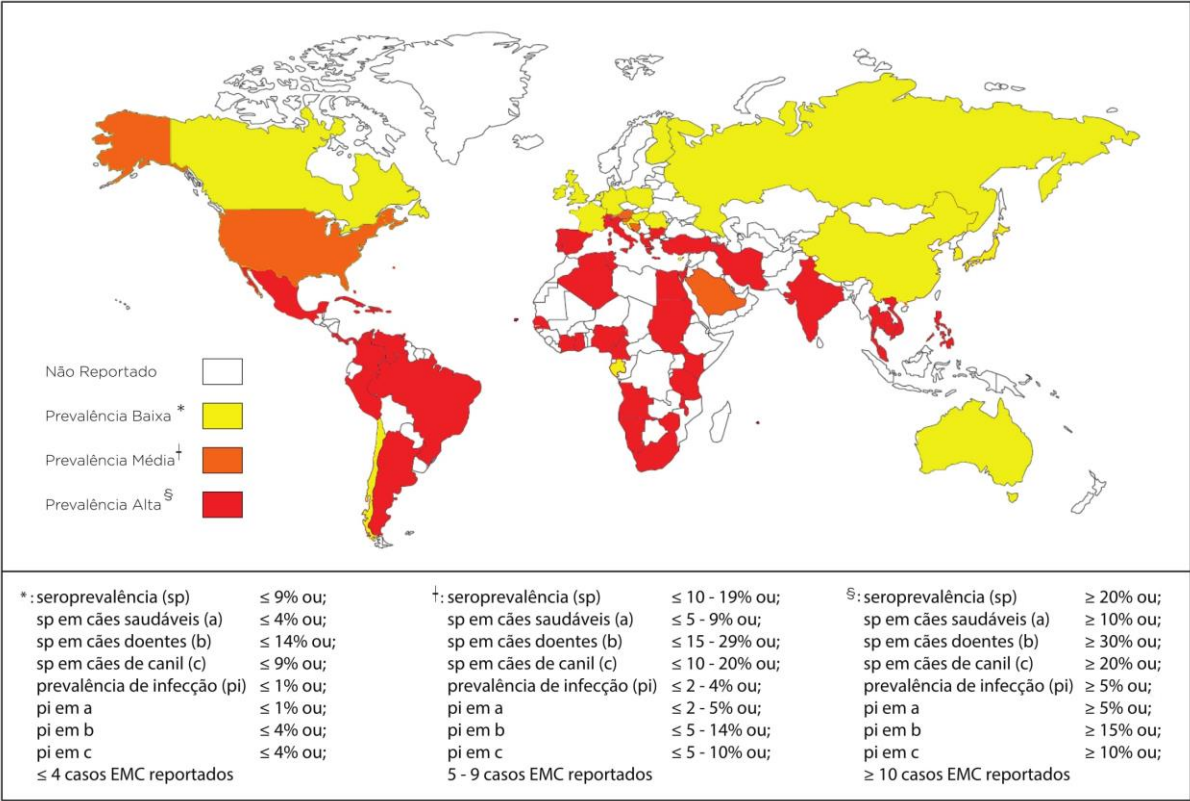 Não Reportado
Prevalência Baixa *
Prevalência Média †
Prevalência Alta §
*: seroprevalência (sp) ≤ 9% ou;
sp em cães saudáveis (a) ≤ 4% ou;
sp em cães doentes (b) ≤ 14% ou;
sp em cães de canil (c) ≤ 9% ou;
prevalência de infecção (pi) ≤ 1% ou;
pi em a ≤ 1% ou;
pi em b ≤ 4% ou;
pi em c ≤ 4% ou;
≤ 4 casos EMC reportados
†: seroprevalência (sp) ≤ 10 - 19% ou;
sp em cães saudáveis (a) ≤ 5 - 9% ou;
sp em cães doentes (b) ≤ 15 - 29% ou;
sp em cães de canil (c) ≤ 10 - 20% ou;
prevalência de infecção (pi) ≤ 2 - 4% ou;
pi em a ≤ 2 - 5% ou;
pi em b ≤ 5 - 14% ou;
pi em c ≤ 5 - 10% ou;
5 - 9 casos EMC reportados
§: seroprevalência (sp) ≥ 20% ou;
sp em cães saudáveis (a) ≥ 10% ou;
sp em cães doentes (b) ≥ 30% ou;
sp em cães de canil (c) ≥ 20% ou;
prevalência de infecção (pi) ≥ 5% ou;
pi em a ≥ 5% ou;
pi em b ≥ 15% ou;
pi em c ≥ 10% ou;
≥ 10 casos EMC reportados